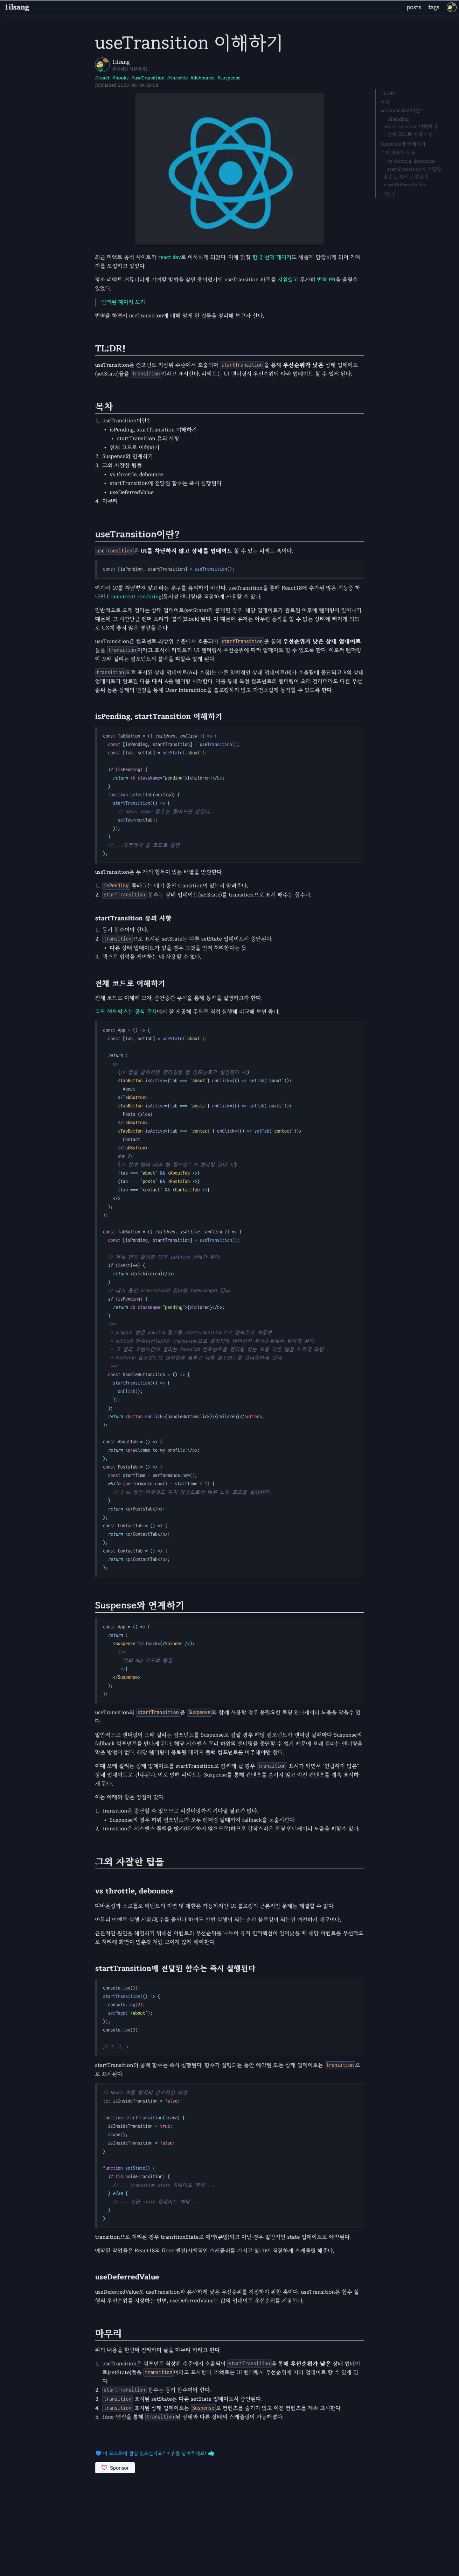 1ilsang
posts tags
useTransition 이해하기
1ilsang
#react #hooks #useTransition #throttle #debounce #suspense
Published 2023-06-04 20:38
TL;DR!
목차
useTransition이란?
- isPending,
startTransition 이해하기
- 전체 코드로 이해하기
Suspense와 연계하기
그외 자잘한 팁들
- vs throttle, debounce
- startTransition에 전달된
함수는 즉시 실행된다
- useDeferredValue
마무리
최근 리액트 공식 사이트가 react.dev로 이사하게 되었다. 이에 맞춰 한국 번역 페이지도 새롭게 단장하게 되어 기여
자를 모집하고 있었다.
평소 리액트 커뮤니티에 기여할 방법을 찾던 중이었기에 useTransition 파트를 지원했고 무사히 번역 PR을 올릴수
있었다.
번역된 페이지 보기
번역을 하면서 useTransition에 대해 알게 된 것들을 정리해 보고자 한다.
TL;DR!
useTransition은 컴포넌트 최상위 수준에서 호출되어 startTransition을 통해 우선순위가 낮은 상태 업데이트
(setState)들을 transition이라고 표시한다. 리액트는 UI 렌더링시 우선순위에 따라 업데이트 할 수 있게 된다.
목차
1. useTransition이란?
• isPending, startTransition 이해하기
• startTransition 유의 사항
• 전체 코드로 이해하기
2. Suspense와 연계하기
3. 그외 자잘한 팁들
• vs throttle, debounce
• startTransition에 전달된 함수는 즉시 실행된다
• useDeferredValue
4. 마무리
useTransition이란?
useTransition은 UI를 차단하지 않고 상태를 업데이트 할 수 있는 리액트 훅이다.
const [isPending, startTransition] = useTransition();
여기서 UI를 차단하지 않고 라는 문구를 유의하기 바란다. useTransition을 통해 React18에 추가된 많은 기능중 하
나인 Concurrent rendering(동시성 렌더링)을 적절하게 사용할 수 있다.
일반적으로 오래 걸리는 상태 업데이트(setState)가 존재할 경우, 해당 업데이트가 완료된 이후에 렌더링이 일어나기
때문에 그 시간만큼 렌더 트리가 '블락(Block)'된다. 이 때문에 유저는 아무런 동작을 할 수 없는 상태에 빠지게 되므
로 UX에 좋지 않은 영향을 준다.
useTransition은 컴포넌트 최상위 수준에서 호출되어 startTransition을 통해 우선순위가 낮은 상태 업데이트
들을 transition이라고 표시해 리액트가 UI 렌더링시 우선순위에 따라 업데이트 할 수 있도록 한다. 이로써 렌더링
이 오래 걸리는 컴포넌트의 블락을 피할수 있게 된다.
transition으로 표시된 상태 업데이트(A라 호칭)는 다른 일반적인 상태 업데이트(B)가 호출될때 중단되고 B의 상태
업데이트가 완료된 다음 다시 A를 렌더링 시작한다. 이를 통해 특정 컴포넌트의 렌더링이 오래 걸리더라도 다른 우선
순위 높은 상태의 변경을 통해 User Interaction을 블로킹하지 않고 자연스럽게 동작할 수 있도록 한다.
isPending, startTransition 이해하기
const TabButton = ({ children, onClick }) => {
const [isPending, startTransition] = useTransition();
const [tab, setTab] = useState('about');
if (isPending) {
return <b className="pending">{children}</b>;
}
function selectTab(nextTab) {
startTransition(() => {
// 동기함수. async 함수는 들어오면 안된다.
setTab(nextTab);
});
}
// ...아래에서 풀 코드로 설명
};
useTransition은 두 개의 항목이 있는 배열을 반환한다.
1. isPending 플래그는 대기 중인 transition이 있는지 알려준다.
2. startTransition 함수는 상태 업데이트(setState)를 transition으로 표시 해주는 함수다.
startTransition 유의 사항
1. 동기 함수여야 한다.
2. transition으로 표시된 setState는 다른 setState 업데이트시 중단된다.
• 다른 상태 업데이트가 있을 경우 그것을 먼저 처리한다는 뜻
3. 텍스트 입력을 제어하는 데 사용할 수 없다.
전체 코드로 이해하기
전체 코드로 이해해 보자. 중간중간 주석을 통해 동작을 설명하고자 한다.
코드 샌드박스는 공식 문서에서 잘 제공해 주므로 직접 실행해 비교해 보면 좋다.
const App = () => {
const [tab, setTab] = useState('about');
return (
<>
{/* 탭을 클릭하면 렌더링할 탭 컴포넌트가 설정된다 */}
<TabButton isActive={tab === 'about'} onClick={() => setTab('about')}>
About
</TabButton>
<TabButton isActive={tab === 'posts'} onClick={() => setTab('posts')}>
Posts (slow)
</TabButton>
<TabButton isActive={tab === 'contact'} onClick={() => setTab('contact')}>
Contact
</TabButton>
<hr />
{/* 현재 탭에 따라 탭 컴포넌트가 렌더링 된다 */}
{tab === 'about' && <AboutTab />}
{tab === 'posts' && <PostsTab />}
{tab === 'contact' && <ContactTab />}
</>
);
};
const TabButton = ({ children, isActive, onClick }) => {
const [isPending, startTransition] = useTransition();
// 현재 탭이 활성화 되면 isActive 상태가 된다.
if (isActive) {
return <b>{children}</b>;
}
// 대기 중인 transition이 있다면 isPending이 된다.
if (isPending) {
return <b className="pending">{children}</b>;
}
/**
* props로 받은 onClick 함수를 startTransition으로 감싸주기 때문에
* onClick 함수(setTab)은 transition으로 설정되어 렌더링시 우선순위에서 밀리게 된다.
* 그 결과 오랜시간이 걸리는 PostsTab 컴포넌트를 렌더링 하는 도중 다른 탭을 누르게 되면
* PostsTab 컴포넌트의 렌더링을 멈추고 다른 컴포넌트를 렌더링하게 된다.
**/
const handleButtonClick = () => {
startTransition(() => {
onClick();
});
};
return <button onClick={handleButtonClick}>{children}</button>;
};
const AboutTab = () => {
return <p>Welcome to my profile!</p>;
};
const PostsTab = () => {
const startTime = performance.now();
while (performance.now() - startTime < 1) {
// 1 ms 동안 아무것도 하지 않음으로써 매우 느린 코드를 실행한다.
}
return <p>PostsTab</p>;
};
const ContactTab = () => {
return <p>ContactTab</p>;
};
const ContactTab = () => {
return <p>ContactTab</p>;
};
Suspense와 연계하기
const App = () => {
return (
<Suspense fallback={<Spinner />}>
{/*
위의 App 코드와 동일
*/}
</Suspense>
);
};
useTransition의 startTransition을 Suspense와 함께 사용할 경우 불필요한 로딩 인디케이터 노출을 막을수 있
다.
일반적으로 렌더링이 오래 걸리는 컴포넌트를 Suspense로 감쌀 경우 해당 컴포넌트가 렌더링 될때마다 Suspense의
fallback 컴포넌트를 만나게 된다. 해당 서스펜스 트리 하위의 렌더링을 중단할 수 없기 때문에 오래 걸리는 렌더링을
막을 방법이 없다. 해당 렌더링이 종료될 때까지 폴백 컴포넌트를 마주해야만 한다.
이때 오래 걸리는 상태 업데이트를 startTransition로 감싸게 될 경우 transition 표시가 되면서 "긴급하지 않은"
상태 업데이트로 간주된다. 이로 인해 리액트는 Suspense를 통해 컨텐츠를 숨기지 않고 이전 컨텐츠를 계속 표시하
게 된다.
이는 아래와 같은 장점이 있다.
1. transition은 중단할 수 있으므로 리렌더링까지 기다릴 필요가 없다.
• Suspense의 경우 하위 컴포넌트가 모두 렌더링 될때까지 fallback을 노출시킨다.
2. transition은 서스펜스 폴백을 방지(대기하지 않으므로)하므로 갑작스러운 로딩 인디케이터 노출을 피할수 있다.
그외 자잘한 팁들
vs throttle, debounce
디바운싱과 스로틀로 이벤트의 지연 및 제한은 가능하지만 UI 블로킹의 근본적인 문제는 해결할 수 없다.
아무리 이벤트 실행 시점/횟수를 줄인다 하여도 한번 실행이 되는 순간 블로킹이 되는건 여전하기 때문이다.
근본적인 원인을 해결하기 위해선 이벤트의 우선순위를 나누어 유저 인터랙션이 일어났을 때 해당 이벤트를 우선적으
로 처리해 화면이 멈춘것 처럼 보이지 않게 해야한다.
startTransition에 전달된 함수는 즉시 실행된다
console.log(1);
startTransition(() => {
console.log(2);
setPage('/about');
});
console.log(3);
// 1, 2, 3
startTransition의 콜백 함수는 즉시 실행된다. 함수가 실행되는 동안 예약된 모든 상태 업데이트는 transition으
로 표시된다.
// React 작동 방식의 간소화된 버전
let isInsideTransition = false;
function startTransition(scope) {
isInsideTransition = true;
scope();
isInsideTransition = false;
}
function setState() {
if (isInsideTransition) {
// ... transition state 업데이트 예약 ...
} else {
// ... 긴급 state 업데이트 예약 ...
}
}
transition으로 처리된 경우 transitionState로 예약(큐잉)되고 아닌 경우 일반적인 state 업데이트로 예약된다.
예약된 작업들은 React18의 fiber 엔진(자체적인 스케줄러를 가지고 있다)이 적절하게 스케줄링 해준다.
useDeferredValue
useDeferredValue도 useTransition과 유사하게 낮은 우선순위를 지정하기 위한 훅이다. useTransition은 함수 실
행의 우선순위를 지정하는 반면, useDeferredValue는 값의 업데이트 우선순위를 지정한다.
마무리
위의 내용을 한번더 정리하며 글을 마무리 하려고 한다.
1. useTransition은 컴포넌트 최상위 수준에서 호출되어 startTransition을 통해 우선순위가 낮은 상태 업데이
트(setState)들을 transition이라고 표시한다. 리액트는 UI 렌더링시 우선순위에 따라 업데이트 할 수 있게 된
다.
2. startTransition 함수는 동기 함수여야 한다.
3. transition 표시된 setState는 다른 setState 업데이트시 중단된다.
4. transition 표시된 상태 업데이트는 Suspense로 컨텐츠를 숨기지 않고 이전 컨텐츠를 계속 표시한다.
5. fiber 엔진을 통해 transition된 상태와 다른 상태의 스케줄링이 가능해졌다.
이 포스트에 관심 있으신가요? 이슈를 남겨주세요!
Sponsor